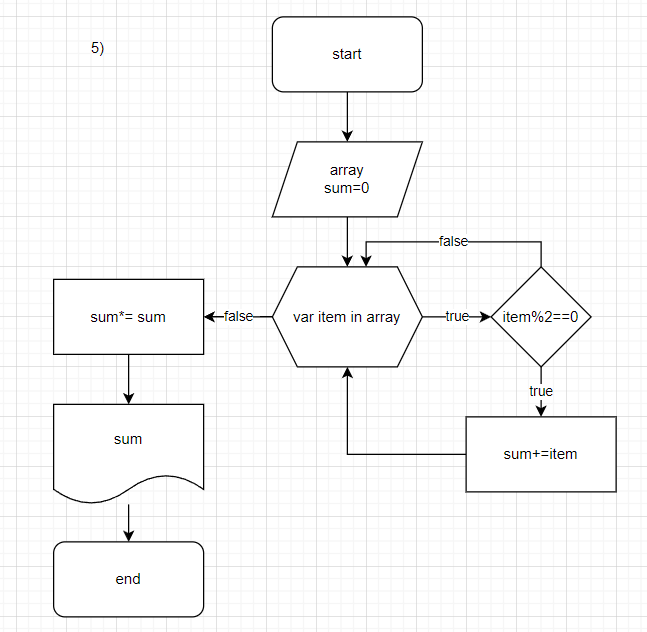 5)
start
array
sum=0
false
sum*= sum
false
var item in array
true
item%2==0
true
sum
sum+=item
end